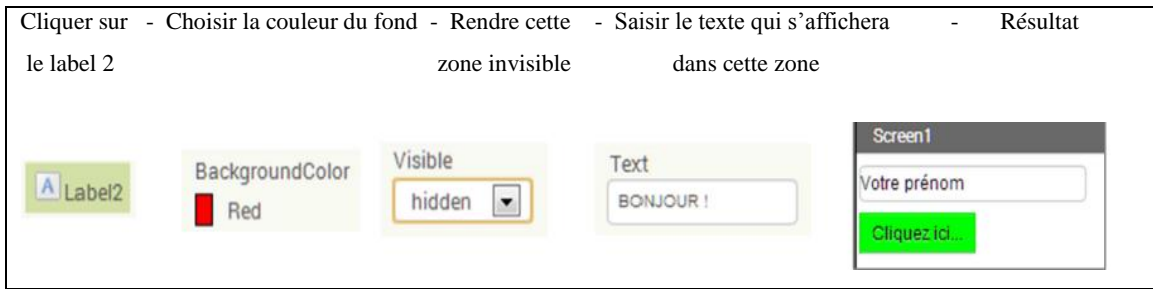 Cliquer sur - Choisir la couleur du fond - Rendre cette - Saisir le texte qui s’affichera - Résultat
le label 2 zone invisible dans cette zone
Label2
BackgroundColor
Red
Visible
hidden
Text
BONJOUR !
Screen1
Votre prénom
Cliquez ici...